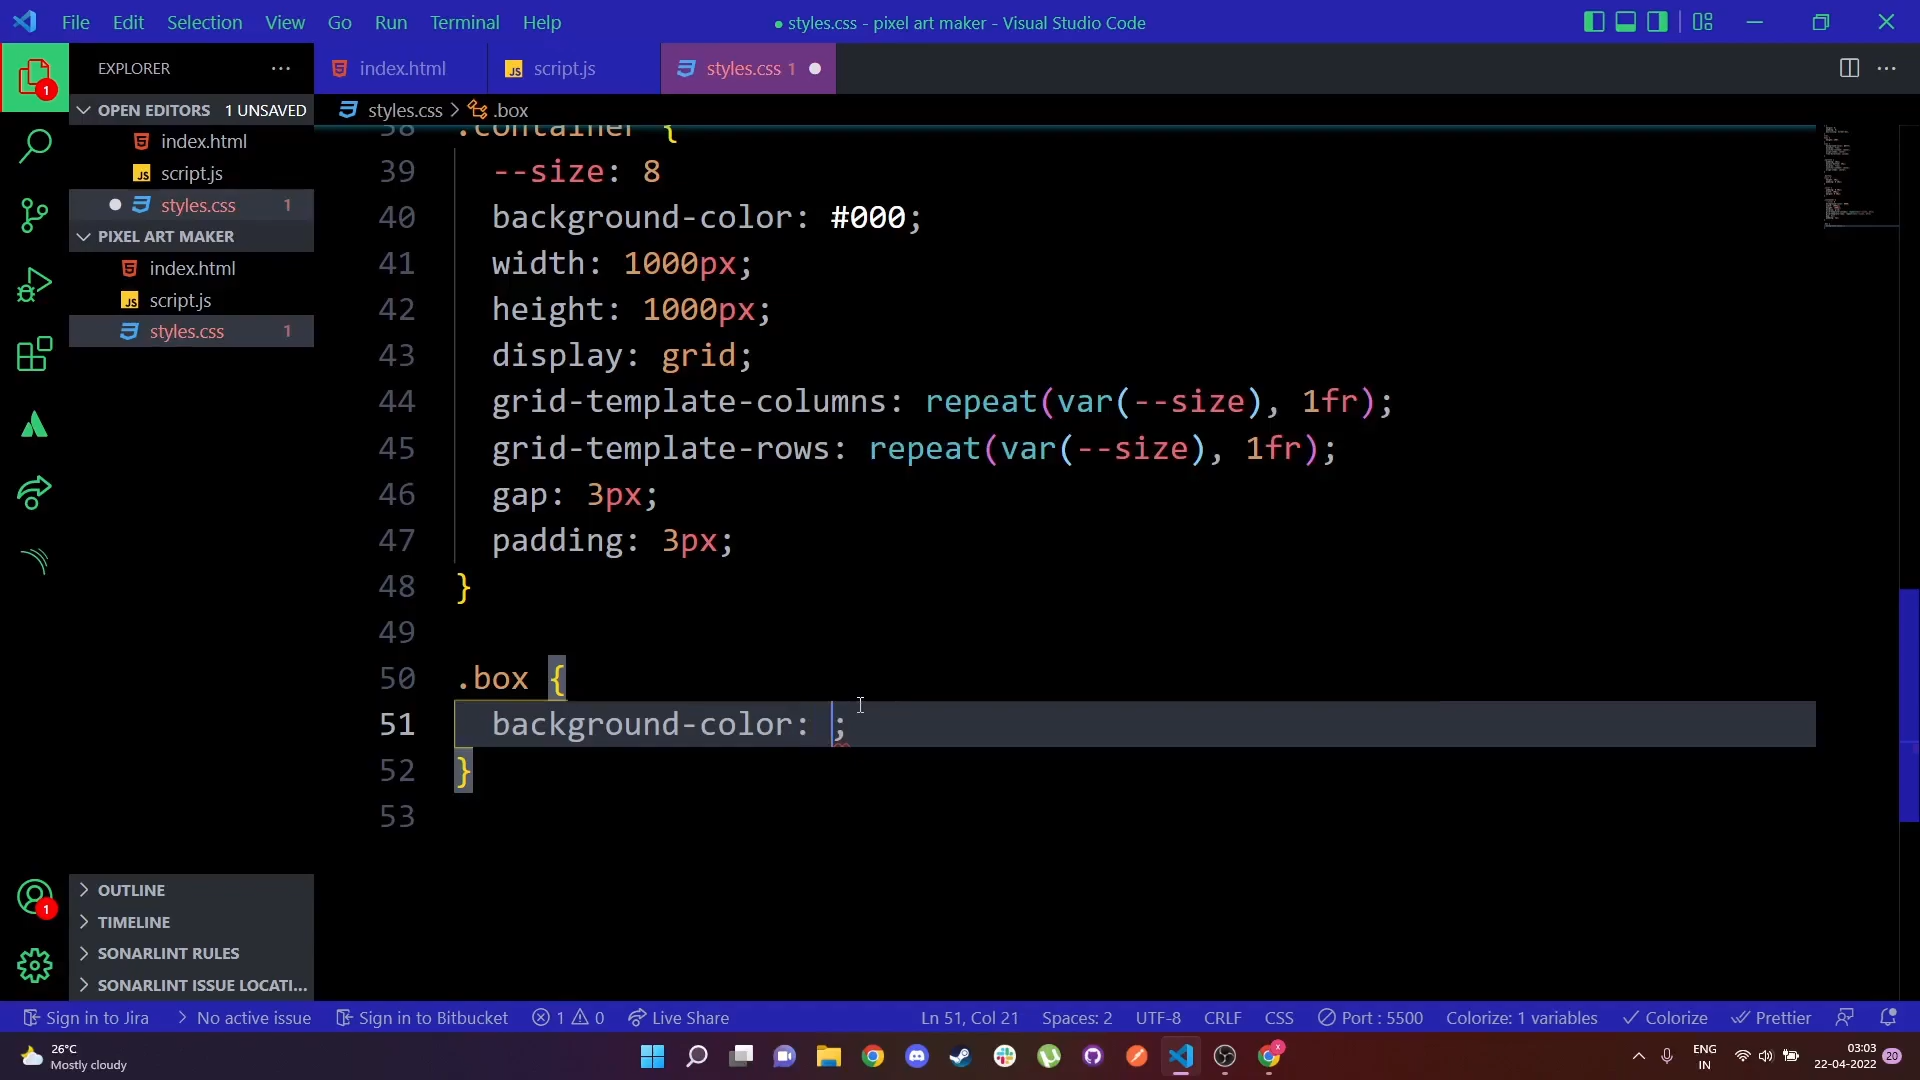 File Edit Selection View Go Run Terminal Help
● styles.css - pixel art maker - Visual Studio Code
EXPLORER ...
index.html
script.js
styles.css 1
OPEN EDITORS 1 UNSAVED
styles.css > .box
index.html
script.js
styles.css 1
PIXEL ART MAKER
index.html
script.js
styles.css 1
1
38 .container {
39 --size: 8
40 background-color: #000;
41 width: 1000px;
42 height: 1000px;
43 display: grid;
44 grid-template-columns: repeat(var(--size), 1fr);
45 grid-template-rows: repeat(var(--size), 1fr);
46 gap: 3px;
47 padding: 3px;
48 }
49
50 .box {
51 background-color: ;
52 }
53
OUTLINE
TIMELINE
SONARLINT RULES
SONARLINT ISSUE LOCATI...
1
Sign in to Jira No active issue Sign in to Bitbucket 1 0 Live Share Ln 51, Col 21 Spaces: 2 UTF-8 CRLF CSS Port : 5500 Colorize: 1 variables Colorize Prettier
26°C
Mostly cloudy
ENG
IN
03:03
22-04-2022
20